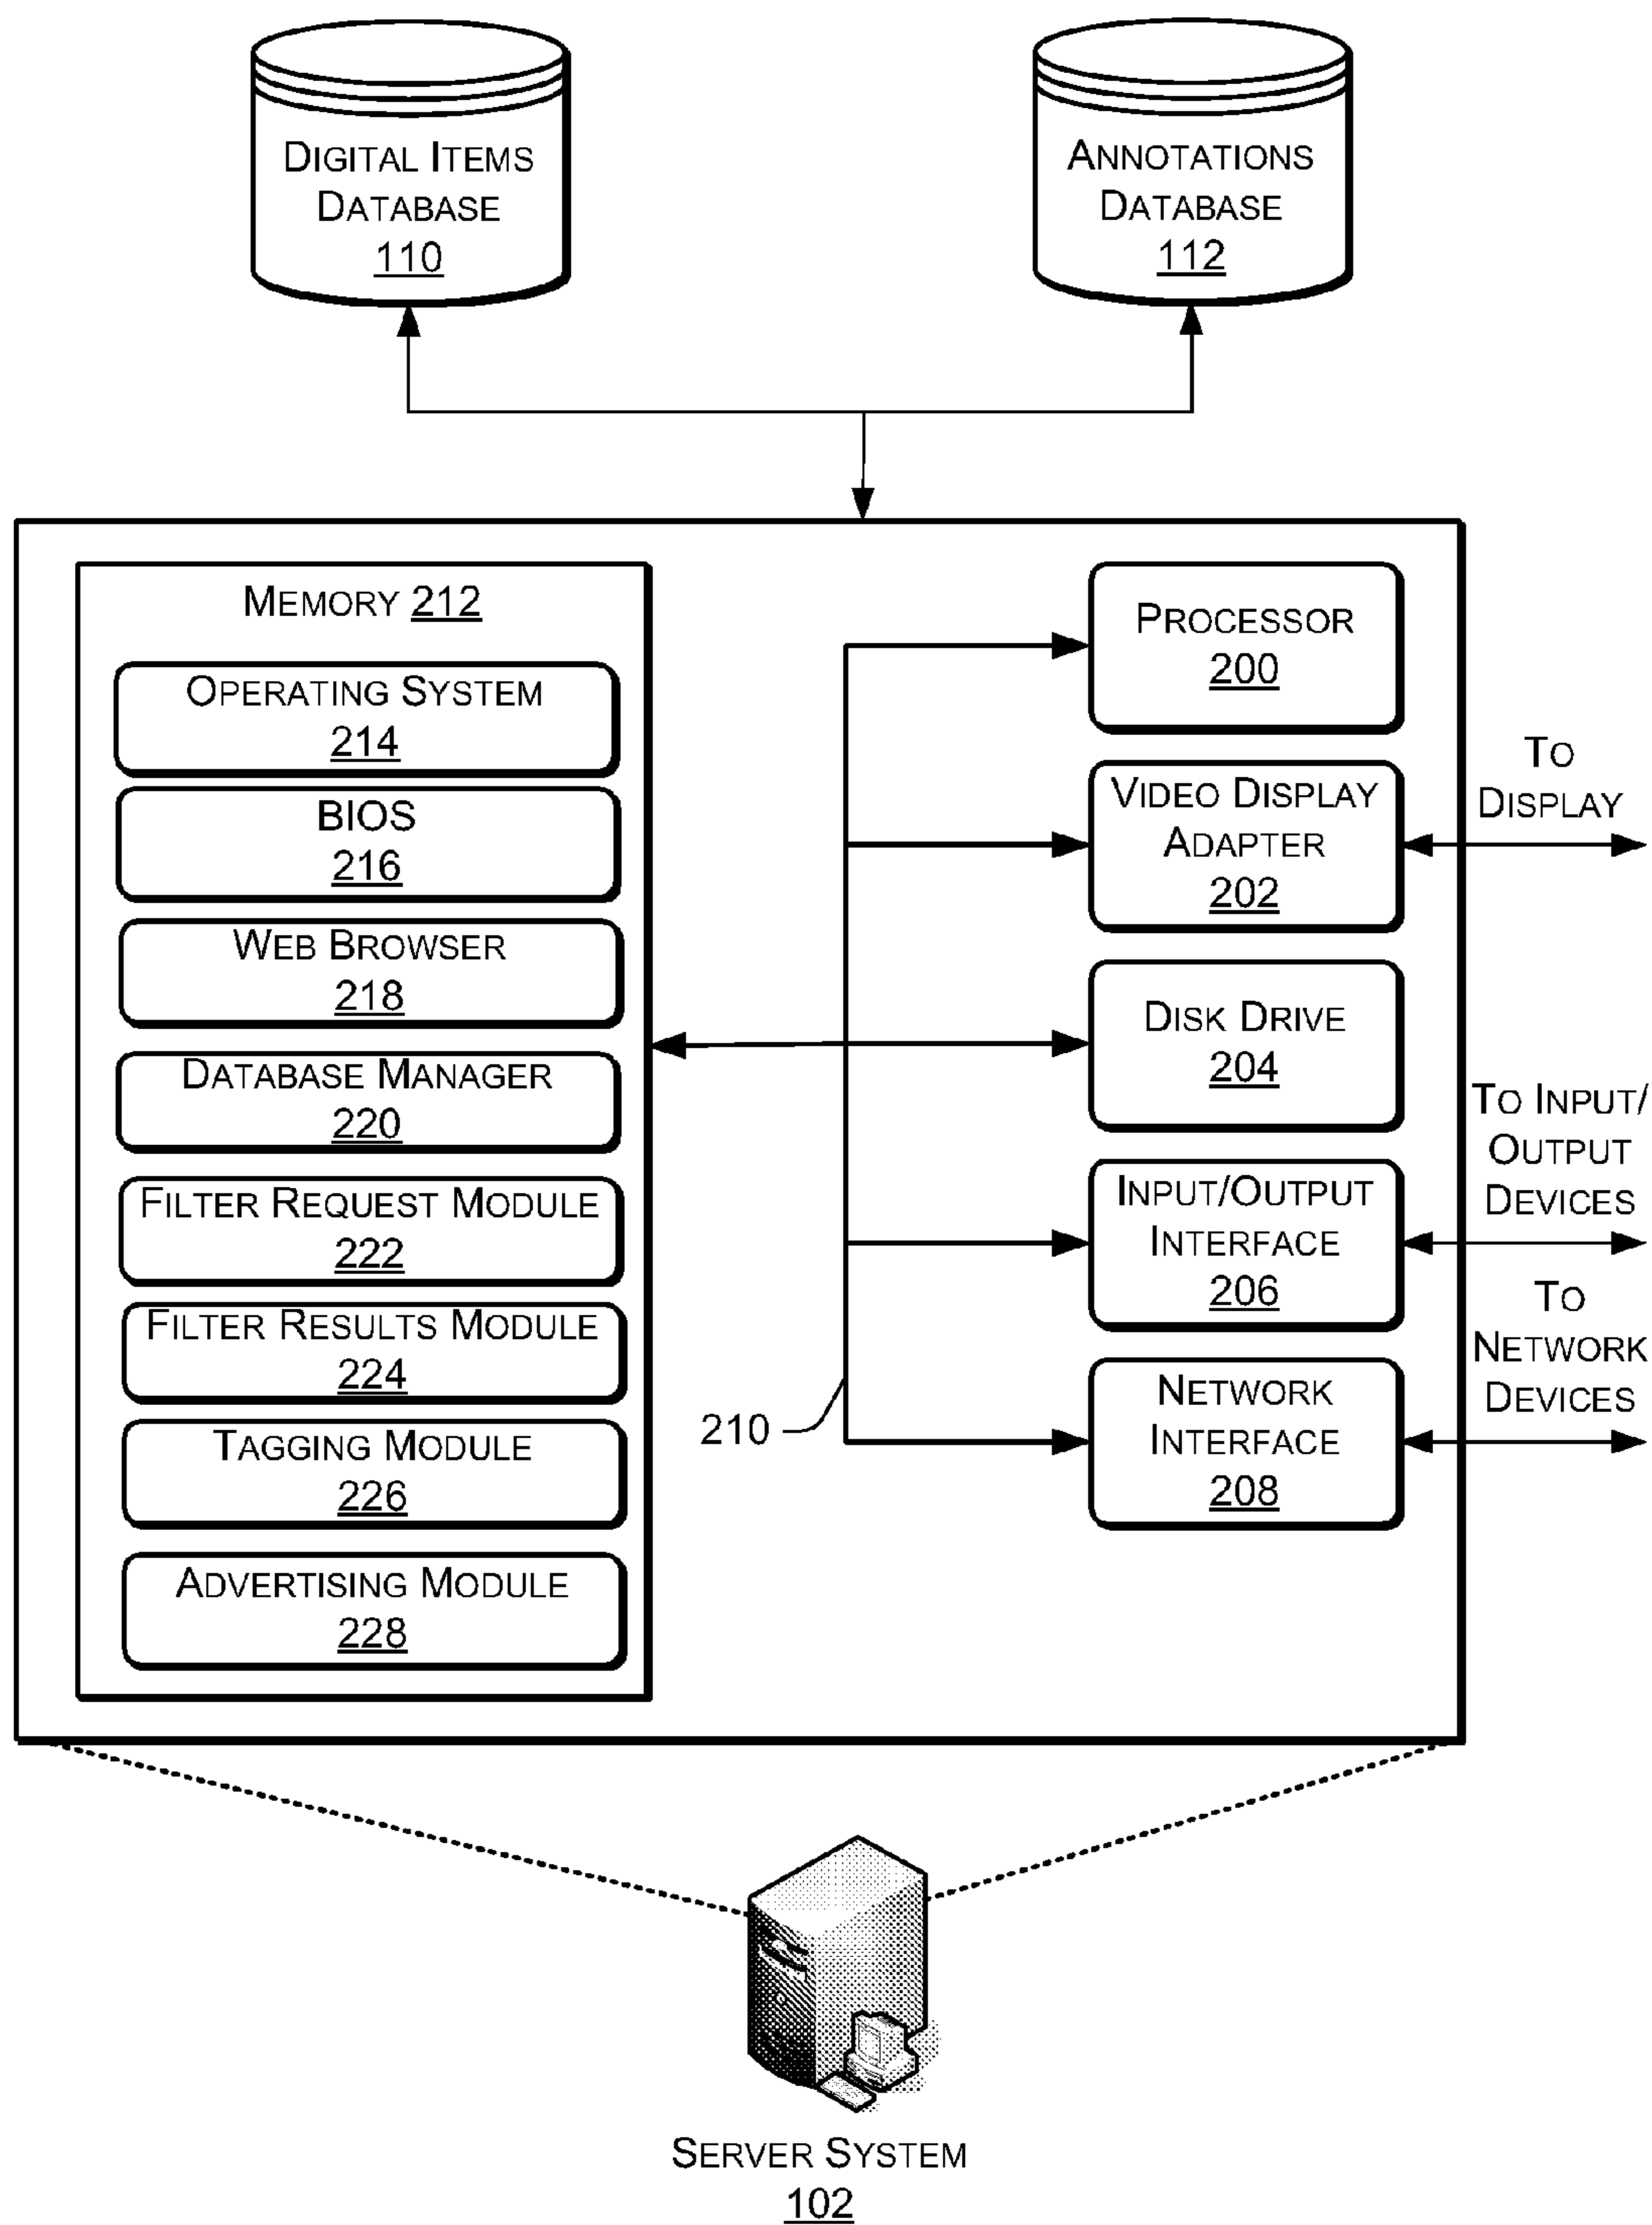 DIGITAL ITEMS
DATABASE
110
ANNOTATIONS
DATABASE
112
MEMORY 212
OPERATING SYSTEM
214
BIOS
216
WEB BROWSER
218
DATABASE MANAGER
220
FILTER REQUEST MODULE
222
FILTER RESULTS MODULE
224
TAGGING MODULE
226
ADVERTISING MODULE
228
210
PROCESSOR
200
VIDEO DISPLAY
ADAPTER
202
DISK DRIVE
204
INPUT/OUTPUT
INTERFACE
206
NETWORK
INTERFACE
208
TO
DISPLAY
TO INPUT/
OUTPUT
DEVICES
TO
NETWORK
DEVICES
SERVER SYSTEM
102